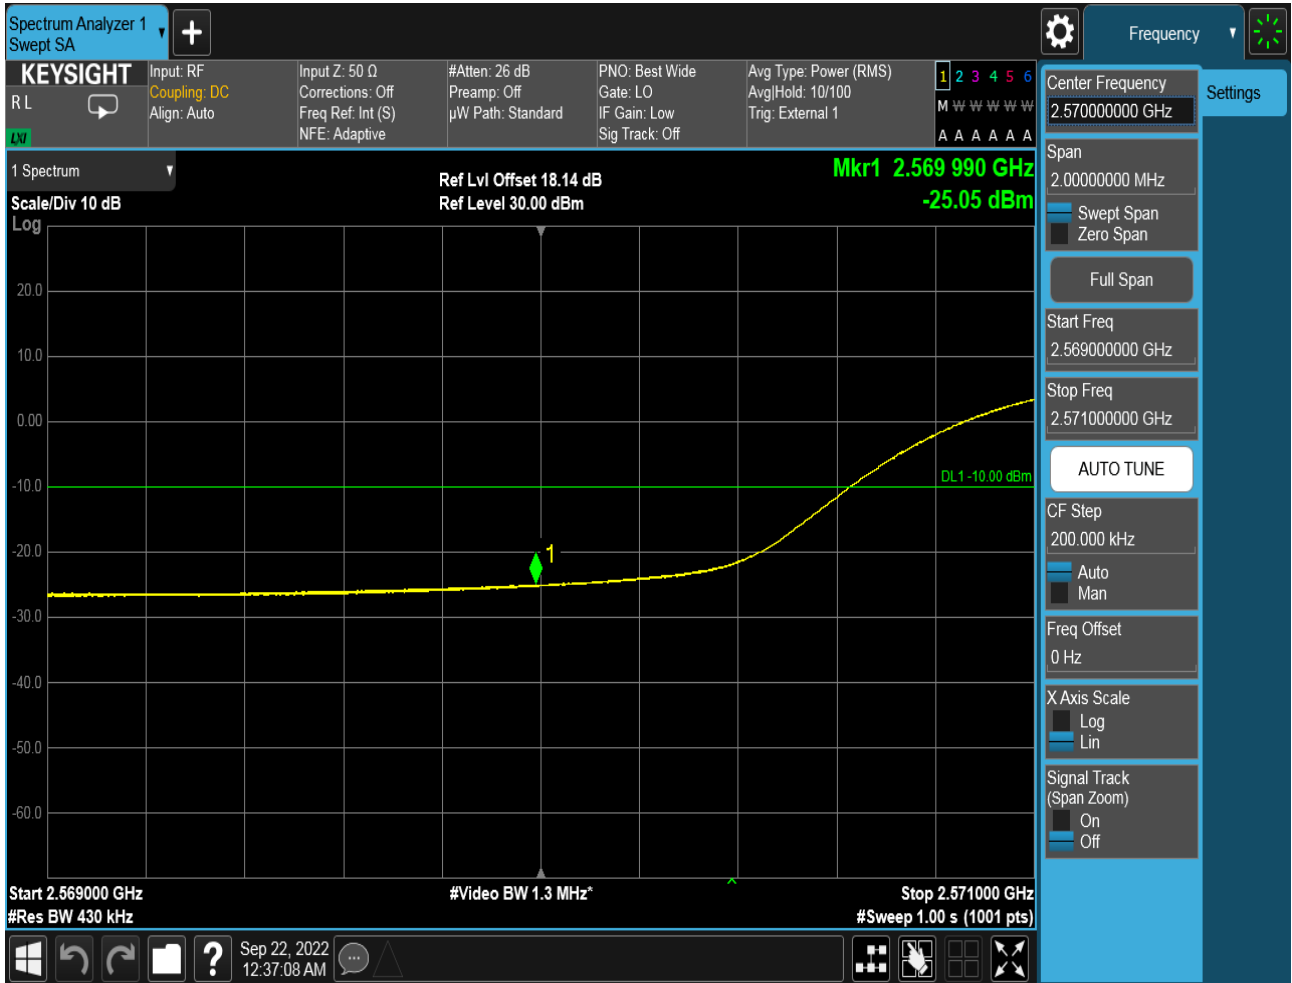 Spectrum Analyzer 1
Swept SA
Frequency
KEYSIGHT
R L
LXI
Input: RF
Coupling: DC
Align: Auto
Input Z: 50 Ω
Corrections: Off
Freq Ref: Int (S)
NFE: Adaptive
#Atten: 26 dB
Preamp: Off
µW Path: Standard
PNO: Best Wide
Gate: LO
IF Gain: Low
Sig Track: Off
Avg Type: Power (RMS)
Avg|Hold: 10/100
Trig: External 1
1 2 3 4 5 6
M W W W W W
A A A A A A
1 Spectrum
Scale/Div 10 dB
Log
Ref Lvl Offset 18.14 dB
Ref Level 30.00 dBm
Mkr1 2.569 990 GHz
-25.05 dBm
20.0
10.0
0.00
-10.0
-20.0
-30.0
-40.0
-50.0
-60.0
DL1 -10.00 dBm
1
Start 2.569000 GHz
#Res BW 430 kHz
#Video BW 1.3 MHz*
Stop 2.571000 GHz
#Sweep 1.00 s (1001 pts)
?
Sep 22, 2022
12:37:08 AM
Center Frequency
2.570000000 GHz
Settings
Span
2.00000000 MHz
Swept Span
Zero Span
Full Span
Start Freq
2.569000000 GHz
Stop Freq
2.571000000 GHz
AUTO TUNE
CF Step
200.000 kHz
Auto
Man
Freq Offset
0 Hz
X Axis Scale
Log
Lin
Signal Track
(Span Zoom)
On
Off